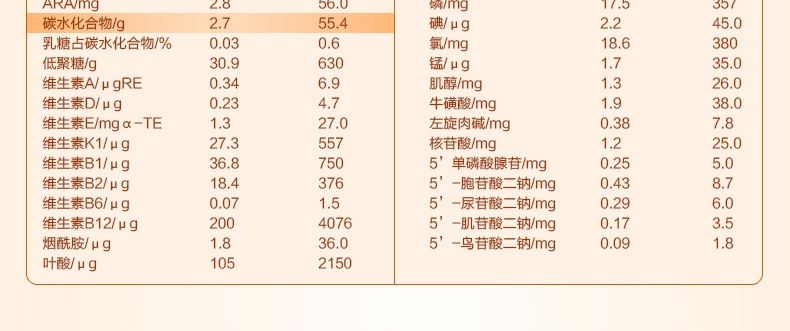 ARA/mg 2.8 56.0
碳水化合物/g 2.7 55.4
乳糖占碳水化合物/% 0.03 0.6
低聚糖/g 30.9 630
维生素A/μgRE 0.34 6.9
维生素D/μg 0.23 4.7
维生素E/mgα-TE 1.3 27.0
维生素K1/μg 27.3 557
维生素B1/μg 36.8 750
维生素B2/μg 18.4 376
维生素B6/μg 0.07 1.5
维生素B12/μg 200 4076
烟酰胺/μg 1.8 36.0
叶酸/μg 105 2150
磷/mg 17.5 357
碘/μg 2.2 45.0
氯/mg 18.6 380
锰/μg 1.7 35.0
肌醇/mg 1.3 26.0
牛磺酸/mg 1.9 38.0
左旋肉碱/mg 0.38 7.8
核苷酸/mg 1.2 25.0
5’单磷酸腺苷/mg 0.25 5.0
5’-胞苷酸二钠/mg 0.43 8.7
5’-尿苷酸二钠/mg 0.29 6.0
5’-肌苷酸二钠/mg 0.17 3.5
5’-鸟苷酸二钠/mg 0.09 1.8